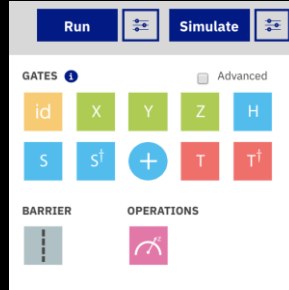 Run Simulate
GATES i Advanced
id X Y Z H
S S† + T T†
BARRIER OPERATIONS
z